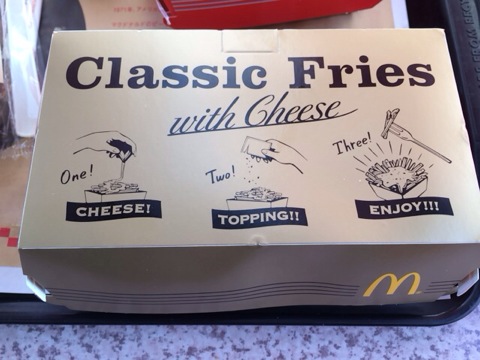 Classic Fries
with Cheese
One!
Two!
Three!
CHEESE!
TOPPING!!
ENJOY!!!